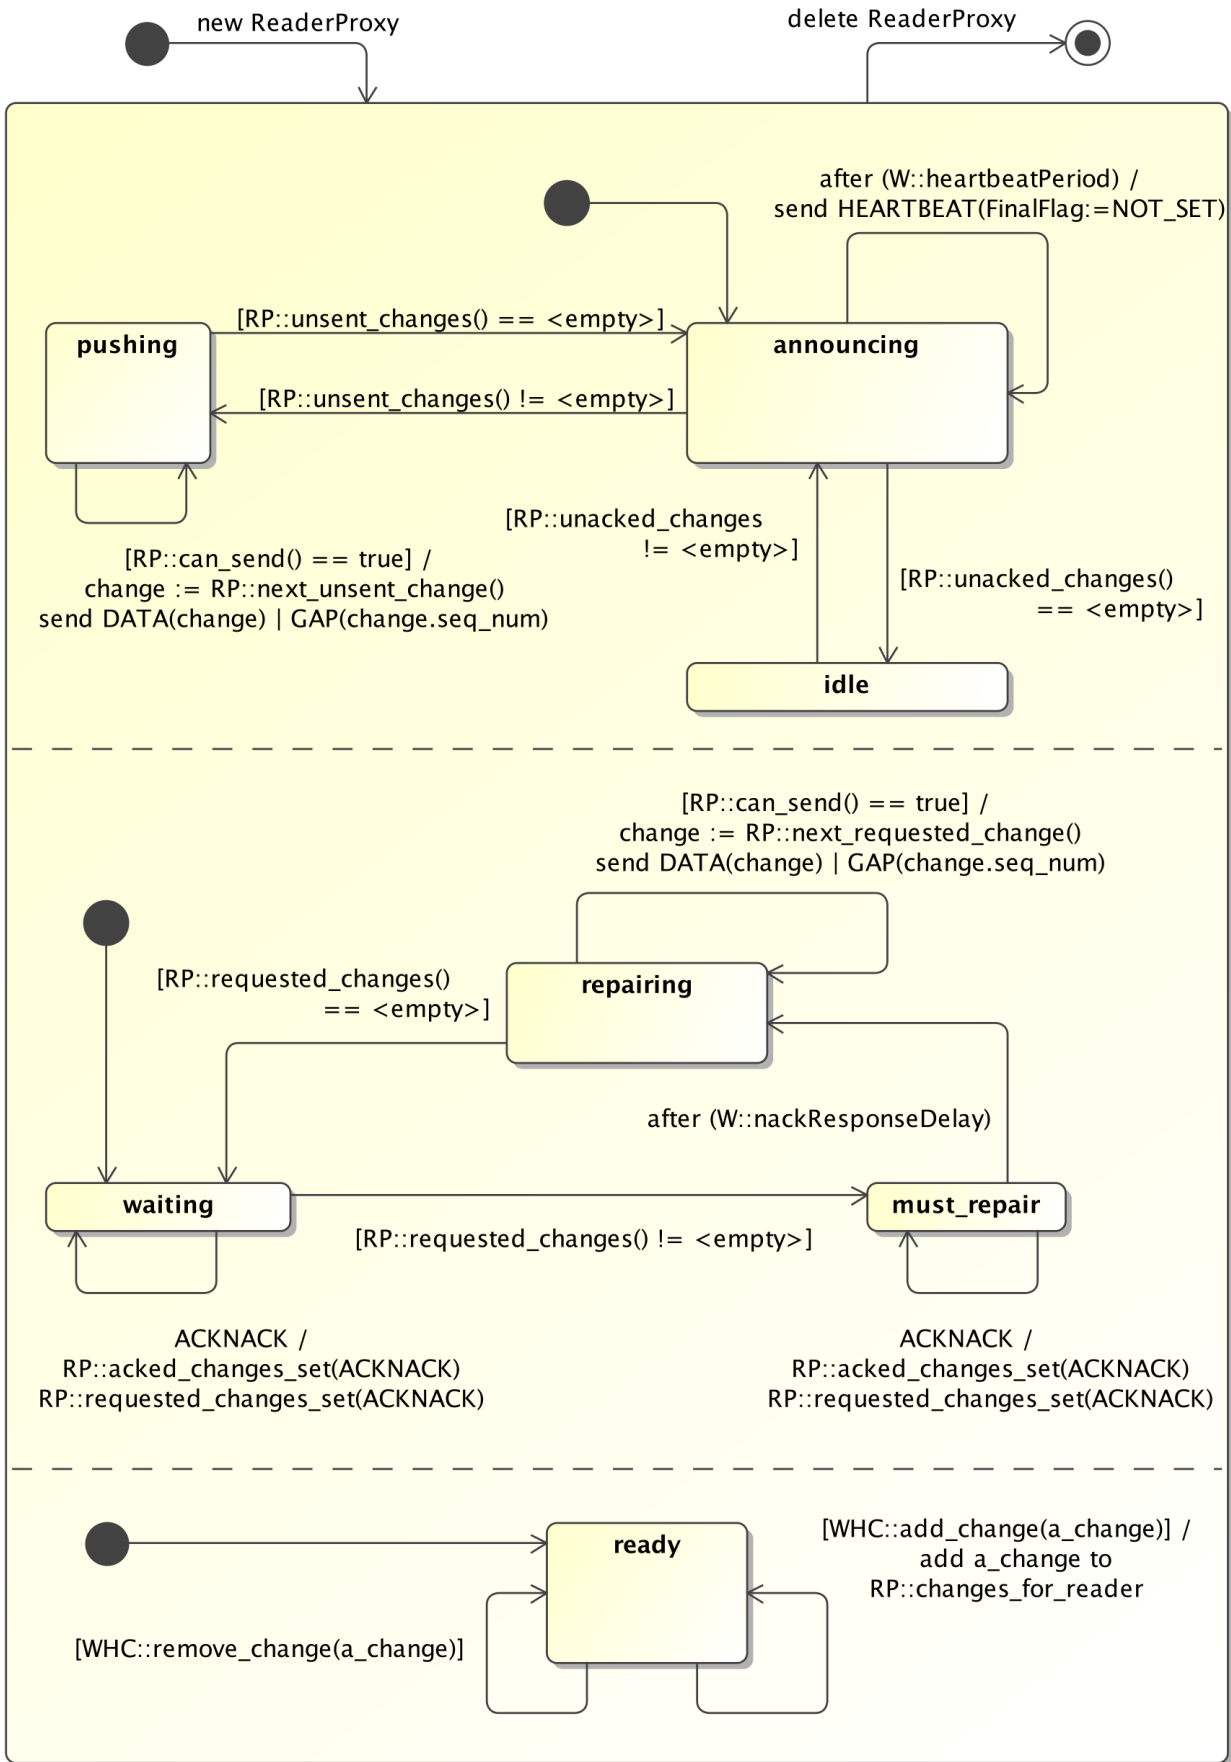 new ReaderProxy
delete ReaderProxy
after (W::heartbeatPeriod) /
send HEARTBEAT(FinalFlag:=NOT_SET)
[RP::unsent_changes() == <empty>]
pushing
announcing
[RP::unsent_changes() != <empty>]
[RP::unacked_changes
!= <empty>]
[RP::can_send() == true] /
change := RP::next_unsent_change()
send DATA(change) | GAP(change.seq_num)
[RP::unacked_changes()
== <empty>]
idle
[RP::can_send() == true] /
change := RP::next_requested_change()
send DATA(change) | GAP(change.seq_num)
[RP::requested_changes()
== <empty>]
repairing
after (W::nackResponseDelay)
waiting
must_repair
[RP::requested_changes() != <empty>]
ACKNACK /
RP::acked_changes_set(ACKNACK)
RP::requested_changes_set(ACKNACK)
ACKNACK /
RP::acked_changes_set(ACKNACK)
RP::requested_changes_set(ACKNACK)
ready
[WHC::add_change(a_change)] /
add a_change to
RP::changes_for_reader
[WHC::remove_change(a_change)]